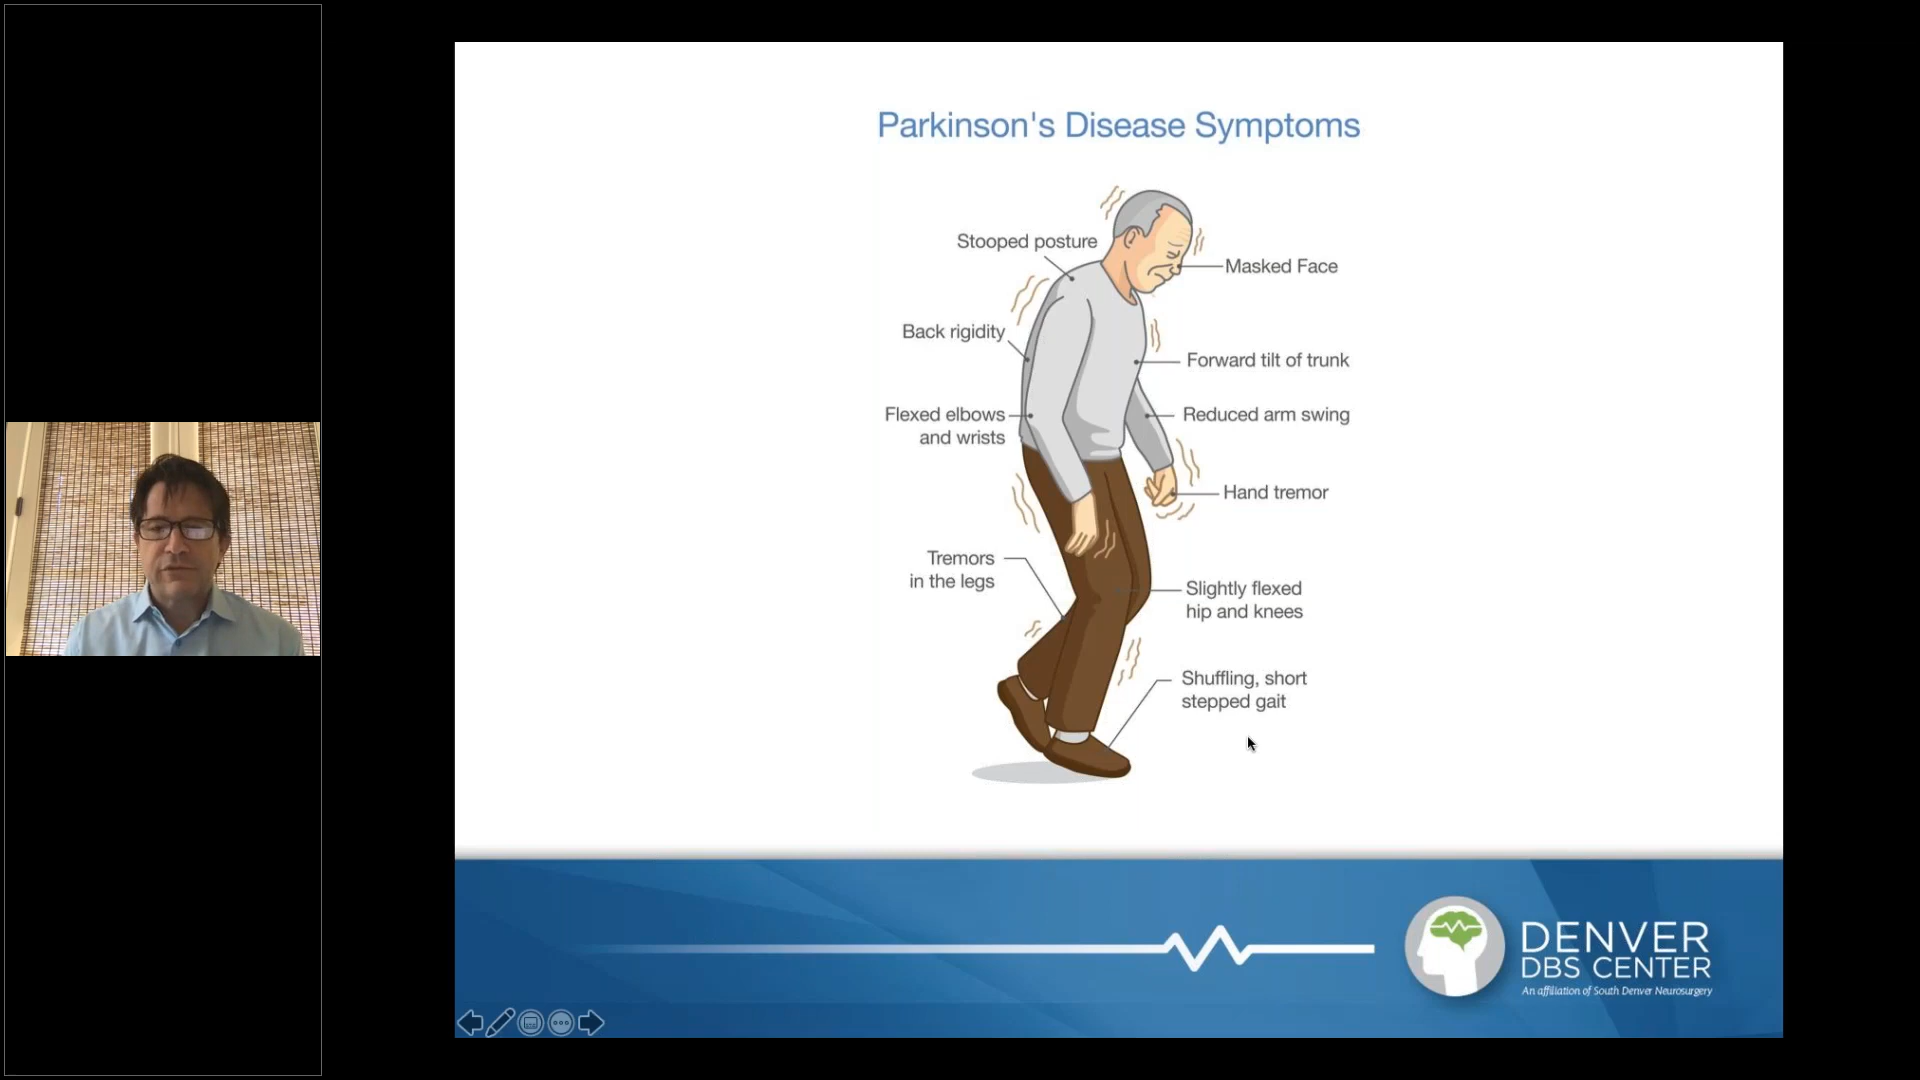 Parkinson's Disease Symptoms
Stooped posture
Masked Face
Back rigidity
Forward tilt of trunk
Flexed elbows
and wrists
Reduced arm swing
Hand tremor
Tremors
in the legs
Slightly flexed
hip and knees
Shuffling, short
stepped gait
DENVER
DBS CENTER
An affiliation of South Denver Neurosurgery